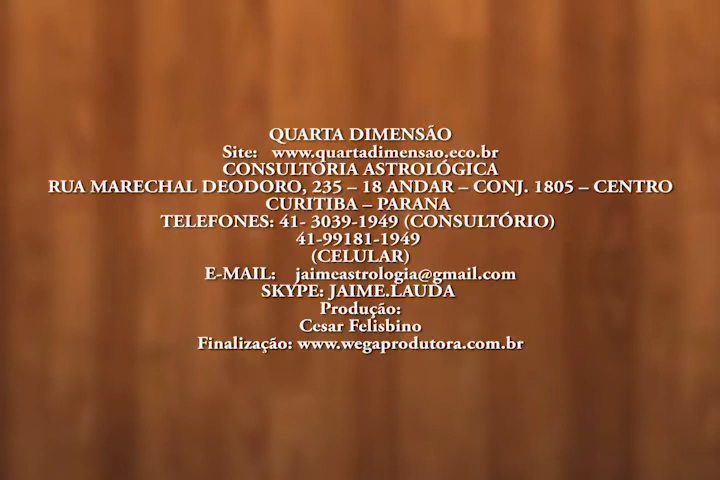 QUARTA DIMENSÃO
Site: www.quartadimensao.eco.br
CONSULTORIA ASTROLÓGICA
RUA MARECHAL DEODORO, 235 – 18 ANDAR – CONJ. 1805 – CENTRO
CURITIBA – PARANA
TELEFONES: 41- 3039-1949 (CONSULTÓRIO)
41-99181-1949
(CELULAR)
E-MAIL: jaimeastrologia@gmail.com
SKYPE: JAIME.LAUDA
Produção:
Cesar Felisbino
Finalização: www.wegaprodutora.com.br